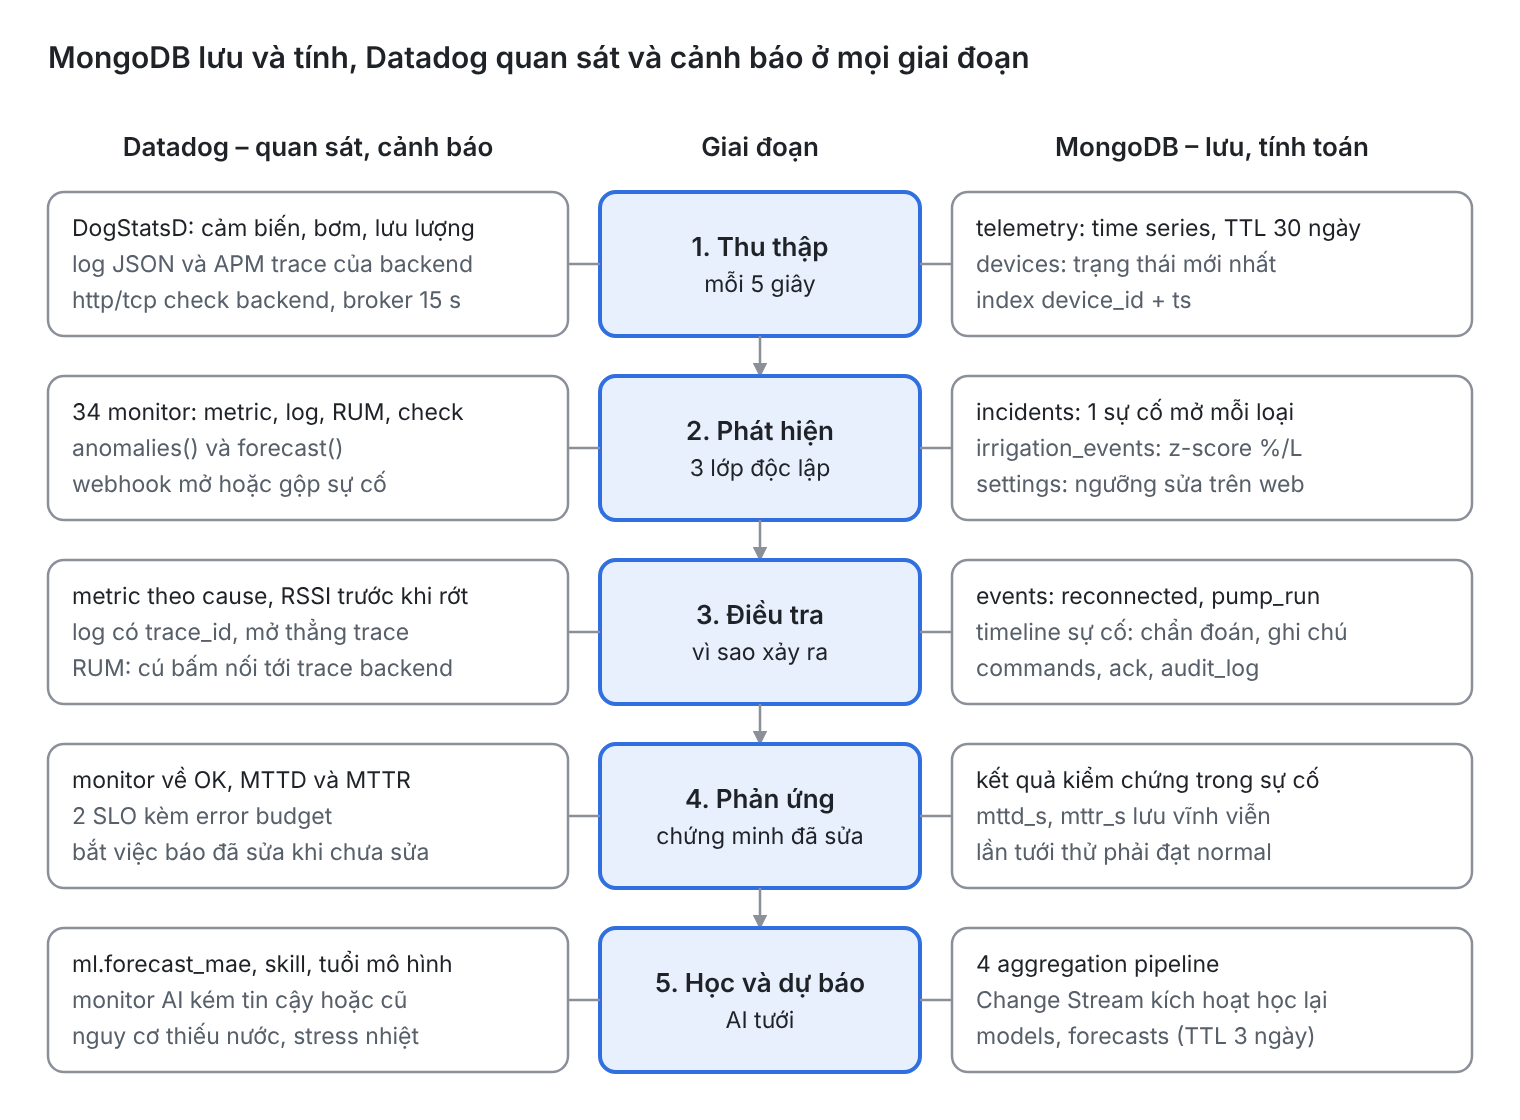 MongoDB lưu và tính, Datadog quan sát và cảnh báo ở mọi giai đoạn
Datadog – quan sát, cảnh báo
Giai đoạn
MongoDB – lưu, tính toán
DogStatsD: cảm biến, bơm, lưu lượng
log JSON và APM trace của backend
http/tcp check backend, broker 15 s
1. Thu thập
mỗi 5 giây
telemetry: time series, TTL 30 ngày
devices: trạng thái mới nhất
index device_id + ts
34 monitor: metric, log, RUM, check
anomalies() và forecast()
webhook mở hoặc gộp sự cố
2. Phát hiện
3 lớp độc lập
incidents: 1 sự cố mở mỗi loại
irrigation_events: z-score %/L
settings: ngưỡng sửa trên web
metric theo cause, RSSI trước khi rớt
log có trace_id, mở thẳng trace
RUM: cú bấm nối tới trace backend
3. Điều tra
vì sao xảy ra
events: reconnected, pump_run
timeline sự cố: chẩn đoán, ghi chú
commands, ack, audit_log
monitor về OK, MTTD và MTTR
2 SLO kèm error budget
bắt việc báo đã sửa khi chưa sửa
4. Phản ứng
chứng minh đã sửa
kết quả kiểm chứng trong sự cố
mttd_s, mttr_s lưu vĩnh viễn
lần tưới thử phải đạt normal
ml.forecast_mae, skill, tuổi mô hình
monitor AI kém tin cậy hoặc cũ
nguy cơ thiếu nước, stress nhiệt
5. Học và dự báo
AI tưới
4 aggregation pipeline
Change Stream kích hoạt học lại
models, forecasts (TTL 3 ngày)